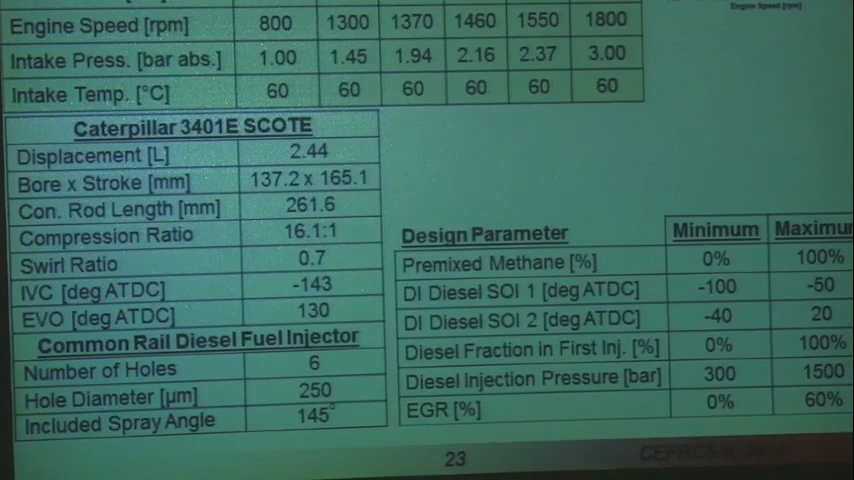 Engine Speed [rpm]
Engine Speed [rpm] 800 1300 1370 1460 1550 1800
Intake Press. [bar abs.] 1.00 1.45 1.94 2.16 2.37 3.00
Intake Temp. [°C] 60 60 60 60 60 60
Caterpillar 3401E SCOTE
Displacement [L] 2.44
Bore x Stroke [mm] 137.2 x 165.1
Con. Rod Length [mm] 261.6
Compression Ratio 16.1:1
Swirl Ratio 0.7
IVC [deg ATDC] -143
EVO [deg ATDC] 130
Common Rail Diesel Fuel Injector
Number of Holes 6
Hole Diameter [µm] 250
Included Spray Angle 145°
Design Parameter Minimum Maximum
Premixed Methane [%] 0% 100%
DI Diesel SOI 1 [deg ATDC] -100 -50
DI Diesel SOI 2 [deg ATDC] -40 20
Diesel Fraction in First Inj. [%] 0% 100%
Diesel Injection Pressure [bar] 300 1500
EGR [%] 0% 60%
23